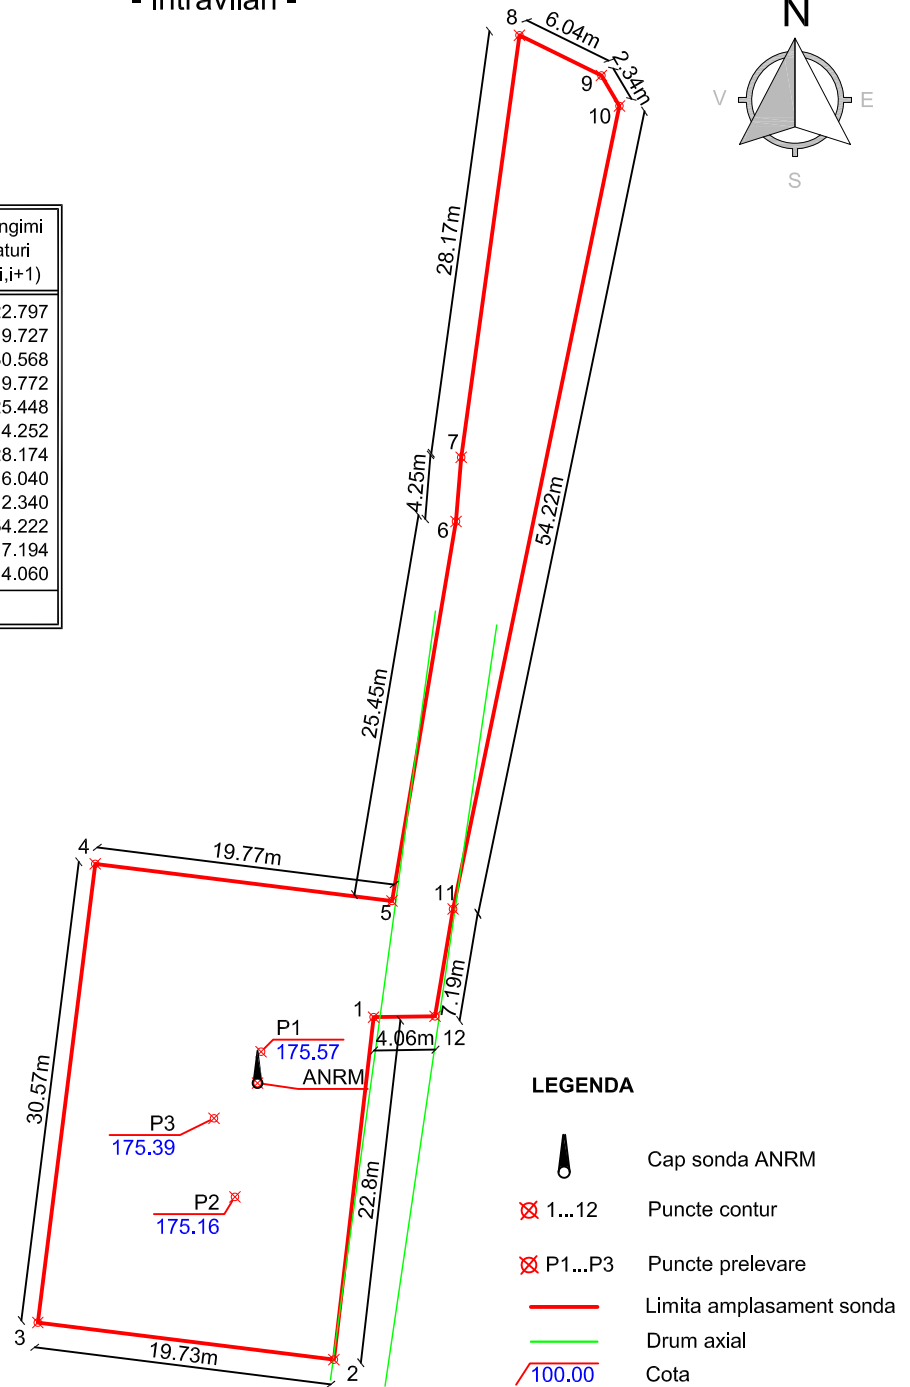 - Intravilan -
N
V
E
S
8
6.04m
2.34m
9
10
28.17m
ngimi
aturi
i,i+1)
22.797
9.727
0.568
9.772
25.448
4.252
28.174
6.040
2.340
54.222
7.194
4.060
7
4.25m
6
54.22m
25.45m
4
19.77m
5
11
7.19m
1
4.06m
12
P1
175.57
ANRM
30.57m
P3
175.39
P2
175.16
22.8m
3
19.73m
2
LEGENDA
Cap sonda ANRM
1...12 Puncte contur
P1...P3 Puncte prelevare
Limita amplasament sonda
Drum axial
100.00 Cota